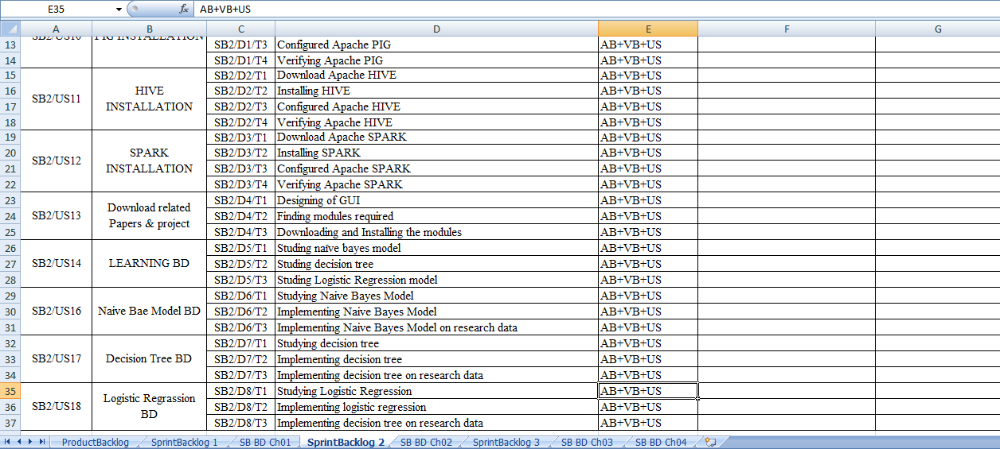 E35 fx AB+VB+US
A B C D E F G
SB2/US10 PIG INSTALLATION
13 SB2/D1/T3 Configured Apache PIG AB+VB+US
14 SB2/D1/T4 Verifying Apache PIG AB+VB+US
15 SB2/D2/T1 Download Apache HIVE AB+VB+US
16 SB2/US11 HIVE INSTALLATION SB2/D2/T2 Installing HIVE AB+VB+US
17 SB2/D2/T3 Configured Apache HIVE AB+VB+US
18 SB2/D2/T4 Verifying Apache HIVE AB+VB+US
19 SB2/D3/T1 Download Apache SPARK AB+VB+US
20 SB2/US12 SPARK INSTALLATION SB2/D3/T2 Installing SPARK AB+VB+US
21 SB2/D3/T3 Configured Apache SPARK AB+VB+US
22 SB2/D3/T4 Verifying Apache SPARK AB+VB+US
23 SB2/D4/T1 Designing of GUI AB+VB+US
24 SB2/US13 Download related Papers & project SB2/D4/T2 Finding modules required AB+VB+US
25 SB2/D4/T3 Downloading and Installing the modules AB+VB+US
26 SB2/D5/T1 Studing naïve bayes model AB+VB+US
27 SB2/US14 LEARNING BD SB2/D5/T2 Studing decision tree AB+VB+US
28 SB2/D5/T3 Studing Logistic Regression model AB+VB+US
29 SB2/D6/T1 Studying Naive Bayes Model AB+VB+US
30 SB2/US16 Naive Bae Model BD SB2/D6/T2 Implementing Naive Bayes Model AB+VB+US
31 SB2/D6/T3 Implementing Naive Bayes Model on research data AB+VB+US
32 SB2/D7/T1 Studying decision tree AB+VB+US
33 SB2/US17 Decision Tree BD SB2/D7/T2 Implementing decision tree AB+VB+US
34 SB2/D7/T3 Implementing decision tree on research data AB+VB+US
35 SB2/D8/T1 Studying Logistic Regression AB+VB+US
36 SB2/US18 Logistic Regrassion BD SB2/D8/T2 Implementing logistic regression AB+VB+US
37 SB2/D8/T3 Implementing decision tree on research data AB+VB+US
ProductBacklog SprintBacklog 1 SB BD Ch01 SprintBacklog 2 SB BD Ch02 SprintBacklog 3 SB BD Ch03 SB BD Ch04